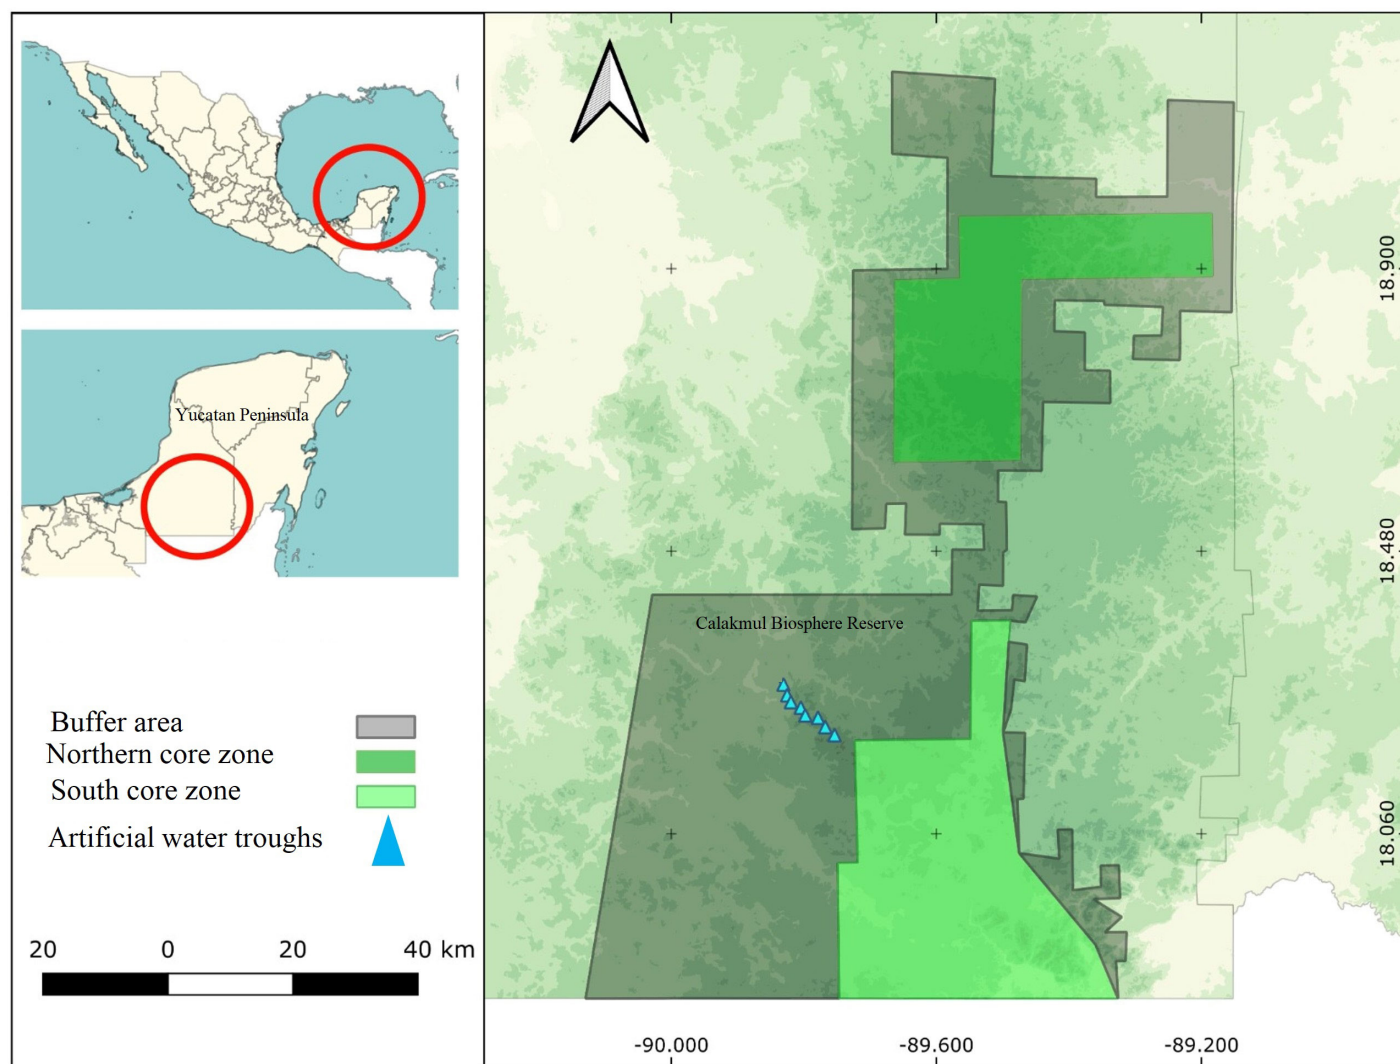 Yucatan Peninsula
Buffer area
Northern core zone
South core zone
Artificial water troughs
20 0 20 40 km
Calakmul Biosphere Reserve
18.900
18.480
18.060
-90.000 -89.600 -89.200